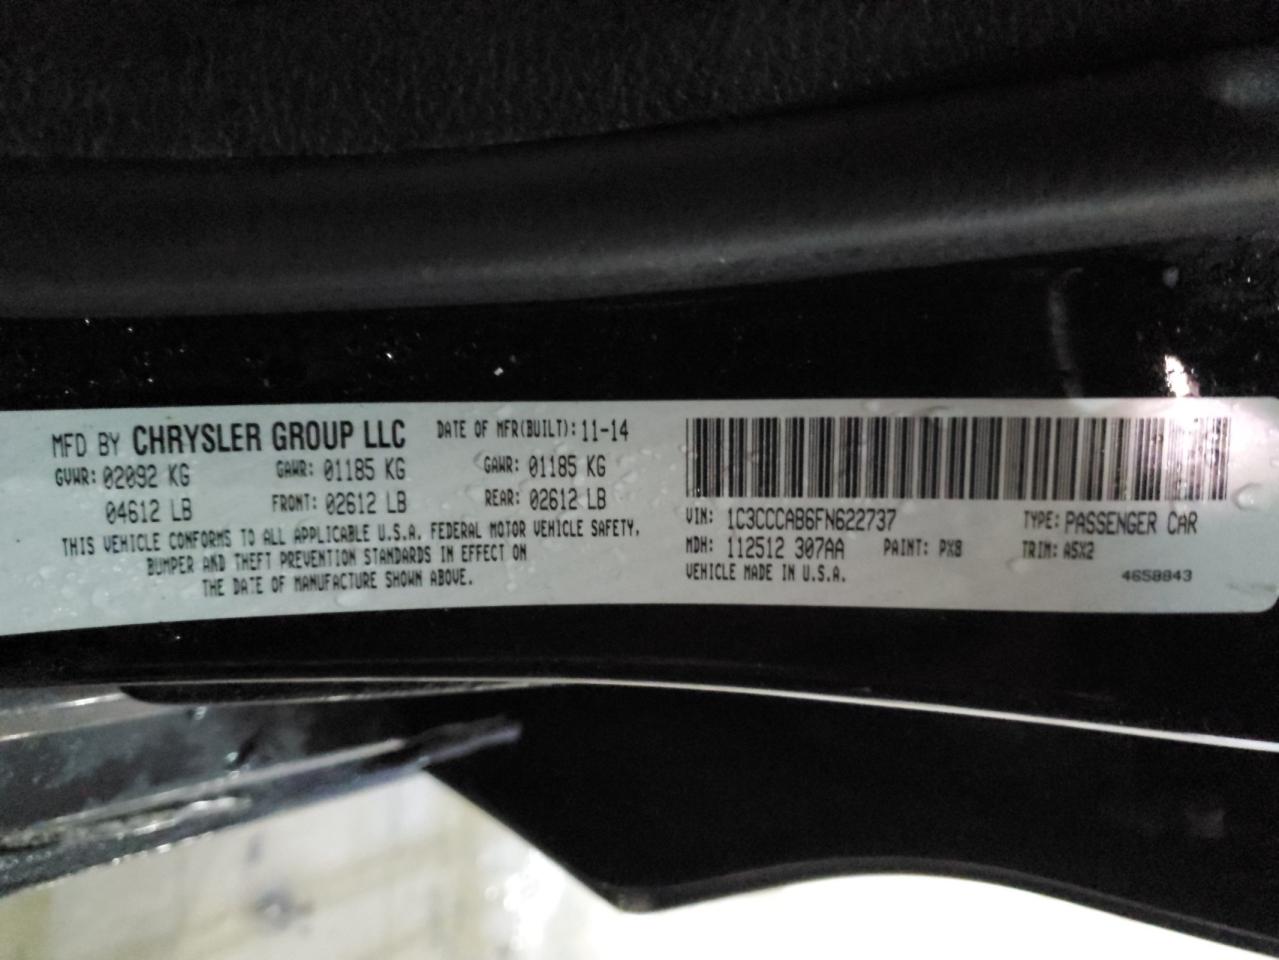 MFD BY CHRYSLER GROUP LLC DATE OF MFR(BUILT): 11-14
GVWR: 02092 KG GAWR: 01185 KG GAWR: 01185 KG
04612 LB FRONT: 02612 LB REAR: 02612 LB
THIS VEHICLE CONFORMS TO ALL APPLICABLE U.S.A. FEDERAL MOTOR VEHICLE SAFETY,
BUMPER AND THEFT PREVENTION STANDARDS IN EFFECT ON
THE DATE OF MANUFACTURE SHOWN ABOVE.
VIN: 1C3CCCAB6FN622737 TYPE: PASSENGER CAR
MDH: 112512 307AA PAINT: PX8 TRIM: A5X2
VEHICLE MADE IN U.S.A.
4658843